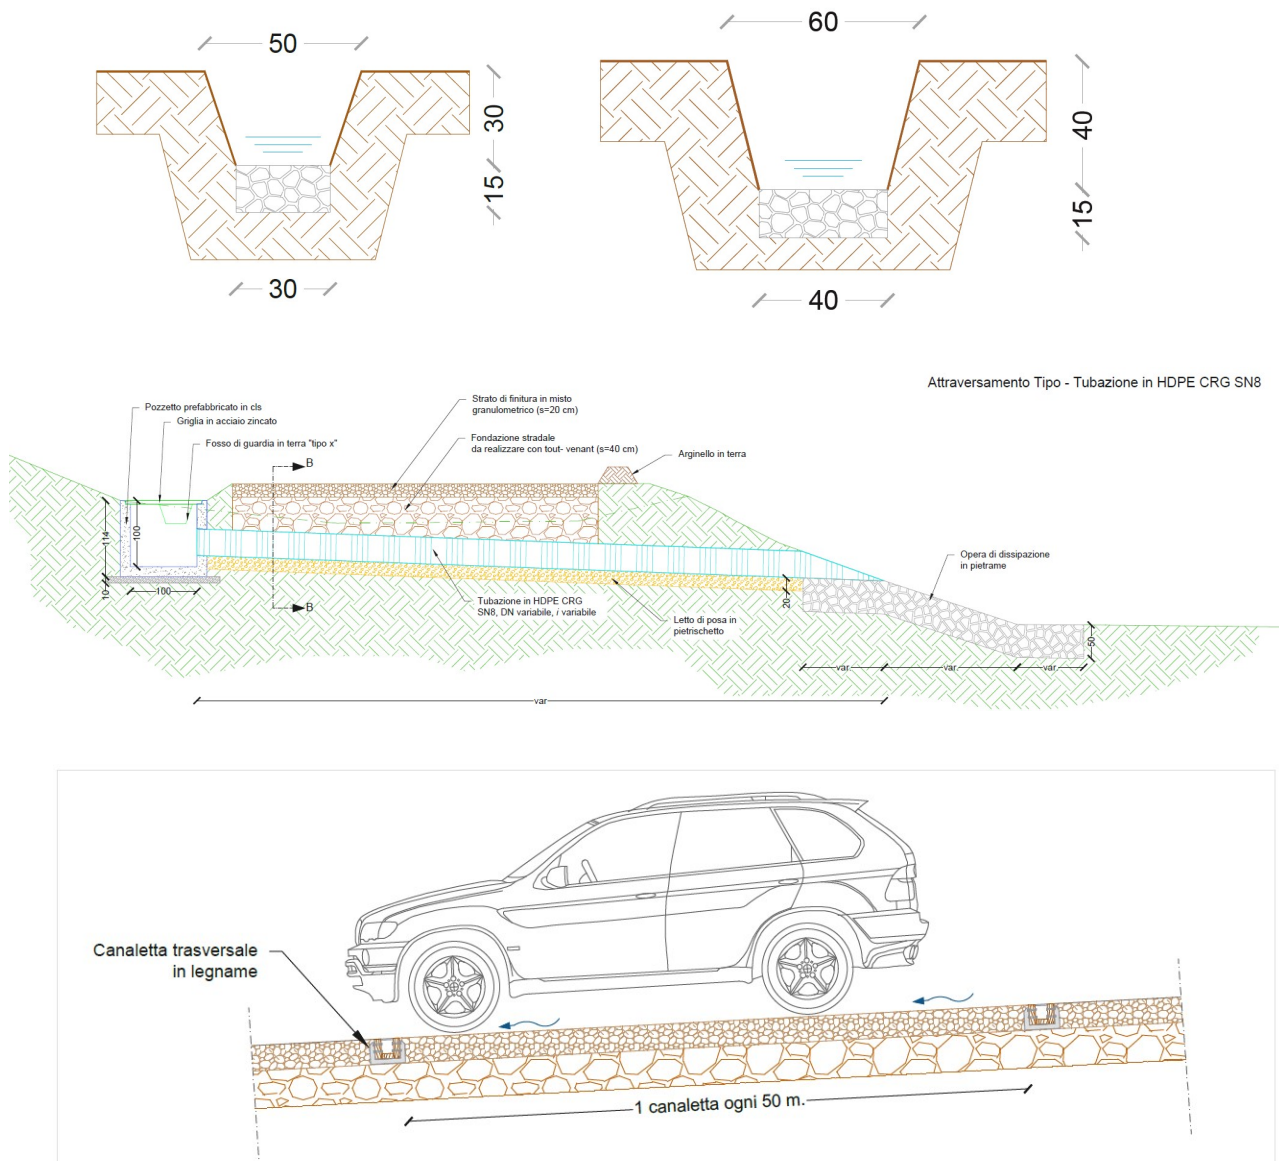 50
30
15
30
60
40
15
40
Attraversamento Tipo - Tubazione in HDPE CRG SN8
Pozzetto prefabbricato in cls
Griglia in acciaio zincato
Fosso di guardia in terra "tipo x"
B
Strato di finitura in misto
granulometrico (s=20 cm)
Fondazione stradale
da realizzare con tout- venant (s=40 cm)
Arginello in terra
114
100
10
100
B
Tubazione in HDPE CRG
SN8, DN variabile, i variabile
Letto di posa in
pietrischetto
20
Opera di dissipazione
in pietrame
50
var.
var.
var.
var
Canaletta trasversale
in legname
1 canaletta ogni 50 m.